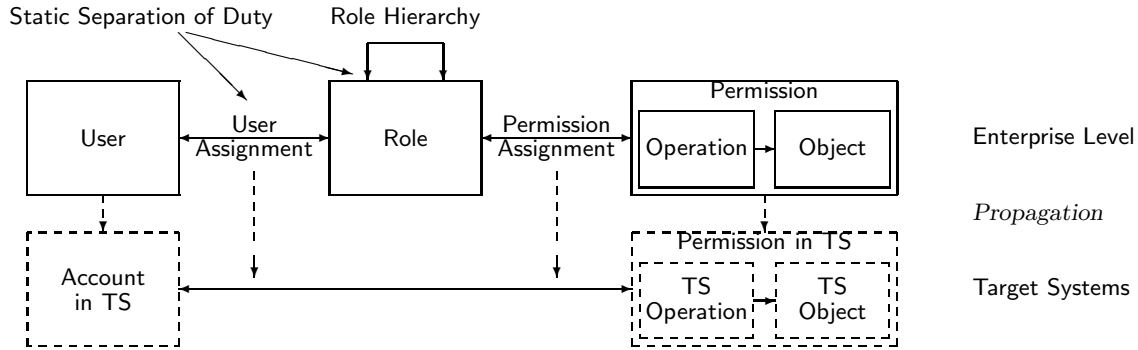 Static Separation of Duty
Role Hierarchy
User
User
Assignment
Role
Permission
Assignment
Permission
Operation
Object
Enterprise Level
Propagation
Account
in TS
Permission in TS
TS
Operation
TS
Object
Target Systems